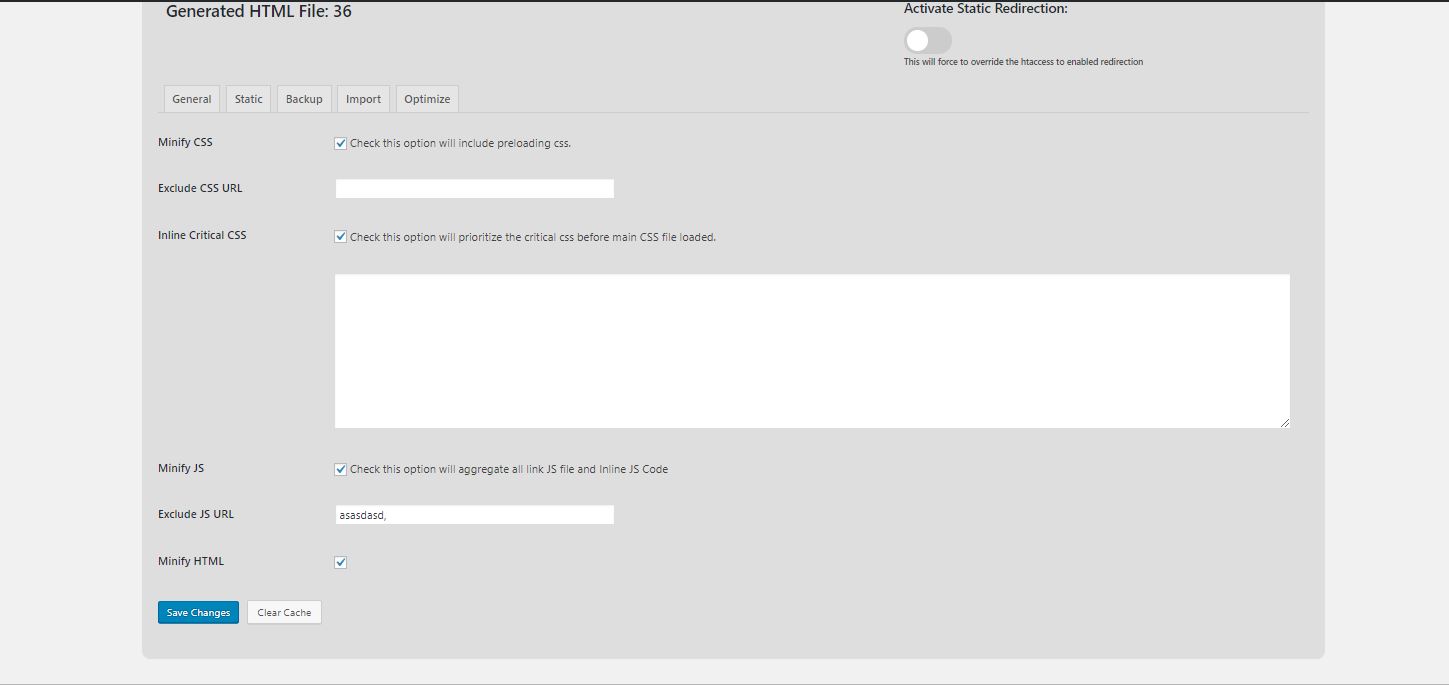 Generated HTML File: 36
Activate Static Redirection:
This will force to override the htaccess to enabled redirection
General Static Backup Import Optimize
Minify CSS Check this option will include preloading css.
Exclude CSS URL
Inline Critical CSS Check this option will prioritize the critical css before main CSS file loaded.
Minify JS Check this option will aggregate all link JS file and Inline JS Code
Exclude JS URL asasdasd,
Minify HTML
Save Changes Clear Cache